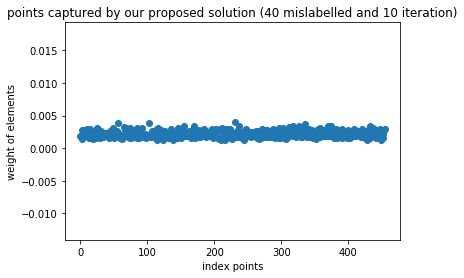 points captured by our proposed solution (40 mislabelled and 10 iteration)
0.015
0.010
0.005
0.000
−0.005
−0.010
weight of elements
0 100 200 300 400
index points